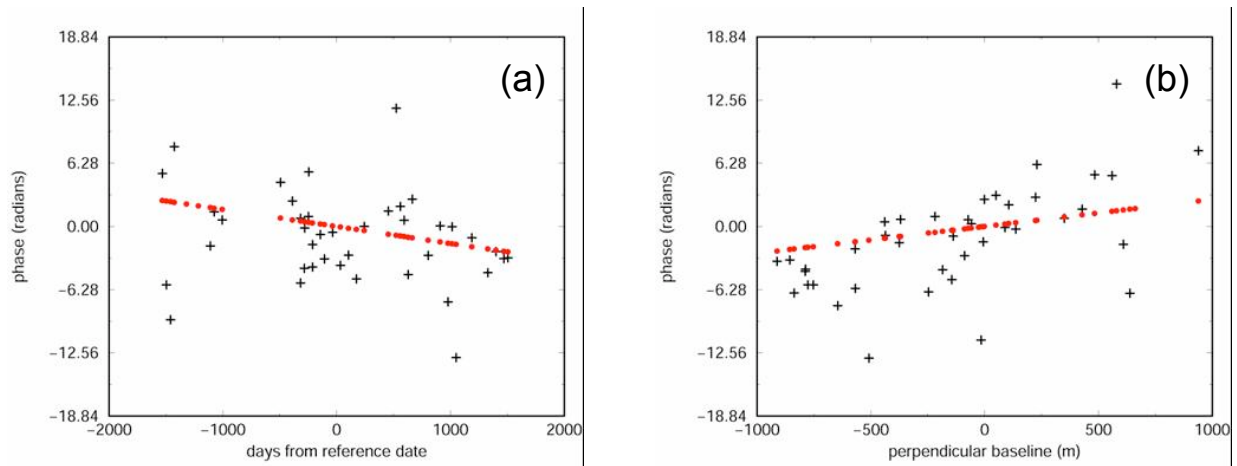 (a)
18.84
12.56
6.28
0.00
−6.28
−12.56
−18.84
phase (radians)
−2000 −1000 0 1000 2000
days from reference date
(b)
18.84
12.56
6.28
0.00
−6.28
−12.56
−18.84
phase (radians)
−1000 −500 0 500 1000
perpendicular baseline (m)